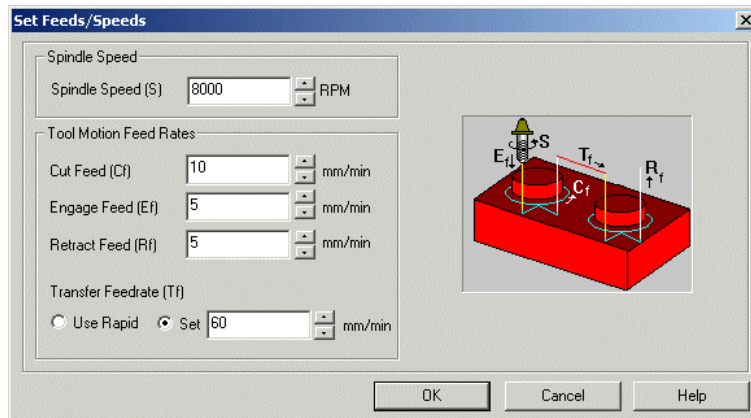 Set Feeds/Speeds
Spindle Speed
Spindle Speed (S) 8000 RPM
Tool Motion Feed Rates
Cut Feed (Cf) 10 mm/min
Engage Feed (Ef) 5 mm/min
Retract Feed (Rf) 5 mm/min
Transfer Feedrate (Tf)
Use Rapid Set 60 mm/min
S
Ef
Tf
Rf
Cf
OK Cancel Help